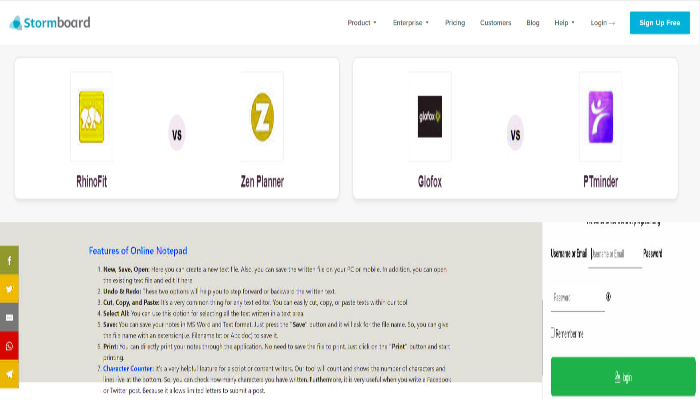 Stormboard
Product Enterprise Pricing Customers Blog Help Login → Sign Up Free
glofox
vs vs
RhinoFit Zen Planner Glofox PTminder
Features of Online Notepad
1. New, Save, Open: Here you can create a new text file. Also, you can save the written file on your PC or mobile. In addition, you can open
the existing text file and edit it here
2. Undo & Redo: These two options will help you to step forward or backward the written text.
3. Cut, Copy, and Paste: It's a very common thing for any text editor. You can easily cut, copy, or paste texts within our tool
4. Select All: You can use this option for selecting all the text written in a text area
5. Save: You can save your notes in MS Word and Text format. Just press the "Save" button and it will ask for the file name. So, you can give
the file name with an extension(i.e. Filename.txt or Abc.doc) to save it.
6. Print: You can directly print your notes through the application. No need to save the file to print. Just click on the "Print" button and start
printing.
7. Character Counter: It's a very helpful feature for a script or content writers. Our tool will count and shows the number of characters and
lines live at the bottom. So, you can check how many characters you have written. Furthermore, it is very useful when you write a Facebook
or Twitter post. Because it allows limited letters to submit a post.
Username or Email Username or Email Password
Password
Remember me
login